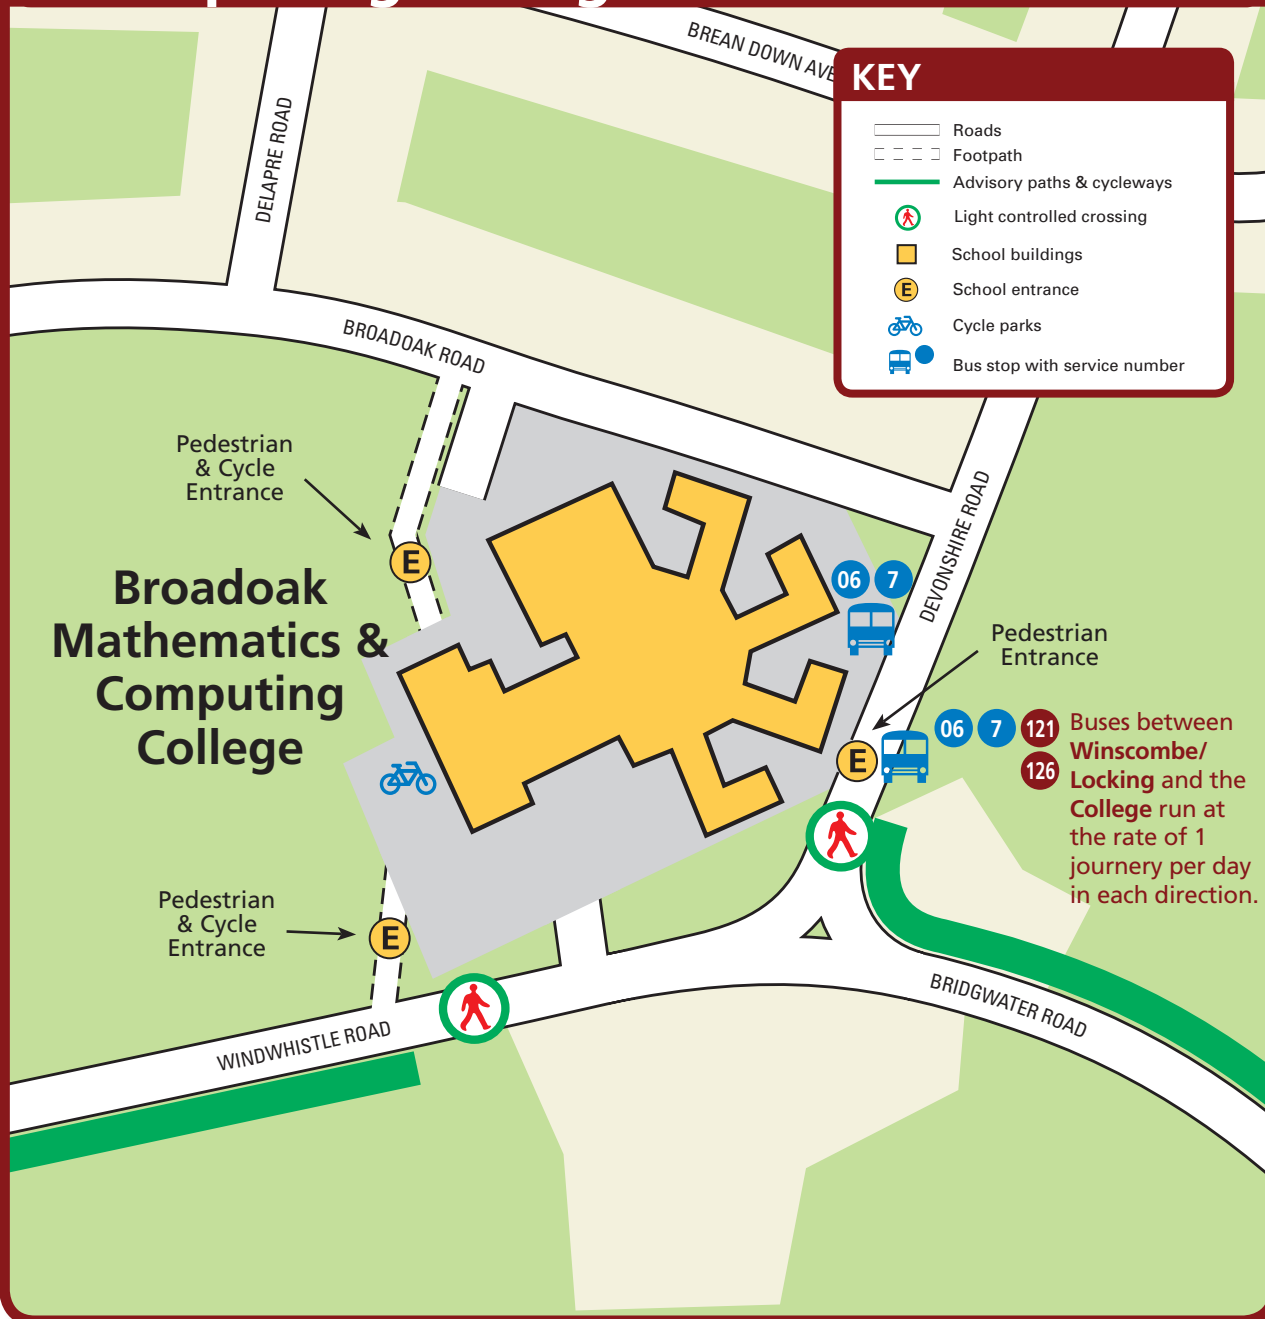 BREAN DOWN AVE
KEY
Roads
Footpath
Advisory paths & cycleways
Light controlled crossing
School buildings
E
School entrance
Cycle parks
Bus stop with service number
DELAPRE ROAD
BROADOAK ROAD
Pedestrian
& Cycle
Entrance
E
Broadoak
Mathematics &
Computing
College
06 7
DEVONSHIRE ROAD
Pedestrian
Entrance
E
06 7 121
126
Buses between
Winscombe/
Locking and the
College run at
the rate of 1
journery per day
in each direction.
Pedestrian
& Cycle
Entrance
E
BRIDGWATER ROAD
WINDWHISTLE ROAD